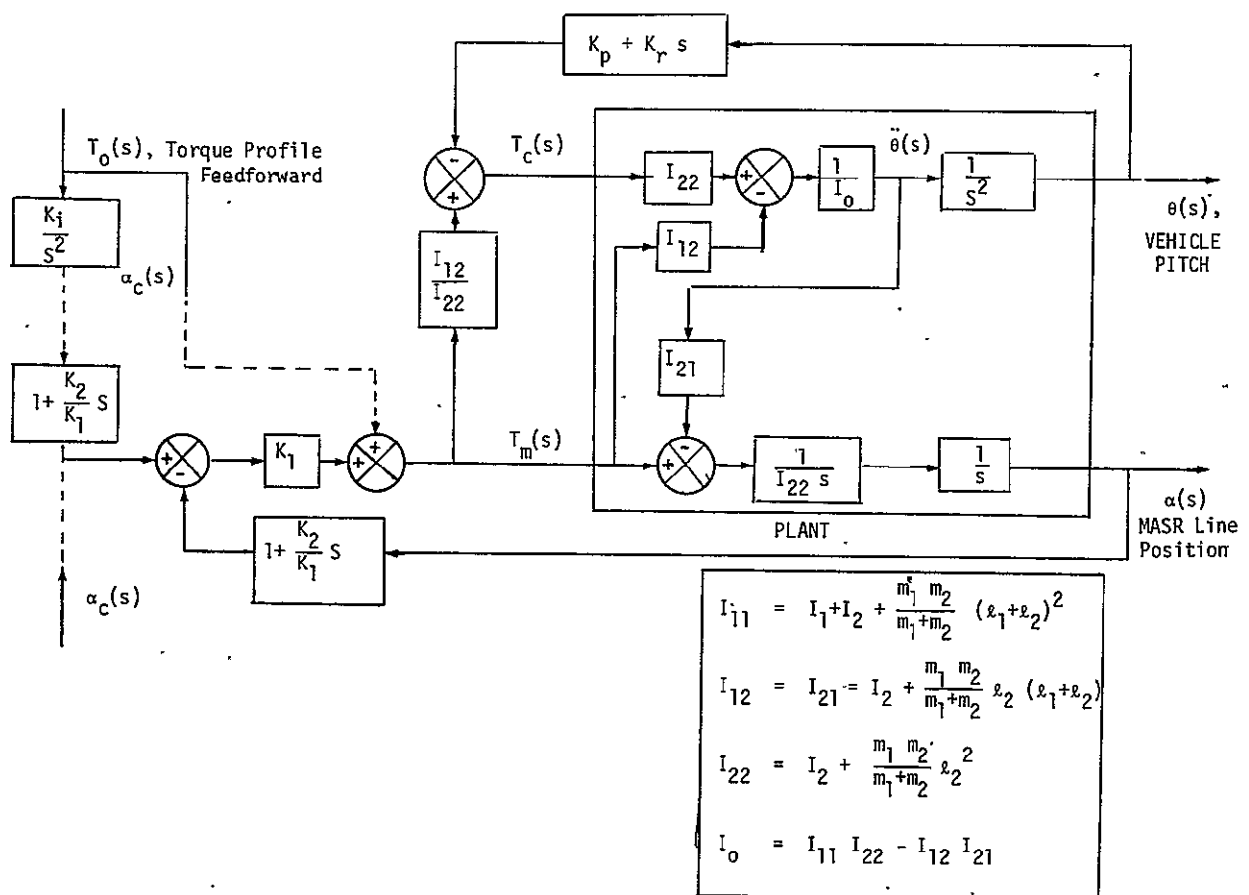 K_p + K_r s
T_o(s), Torque Profile
Feedforward
K_i
S^2
α_c(s)
1+ K_2/K_1 S
α_c(s)
K_1
1+ K_2/K_1 S
I_12
I_22
T_c(s)
T_m(s)
I_22
I_12
I_21
1
I_o
θ̈(s)
1
S^2
θ(s),
VEHICLE
PITCH
1
I_22 s
1
s
PLANT
α(s)
MASR Line
Position
I_11 = I_1+I_2 + m_1 m_2/m_1+m_2 (ℓ_1+ℓ_2)^2
I_12 = I_21 = I_2 + m_1 m_2/m_1+m_2 ℓ_2 (ℓ_1+ℓ_2)
I_22 = I_2 + m_1 m_2/m_1+m_2 ℓ_2^2
I_o = I_11 I_22 - I_12 I_21